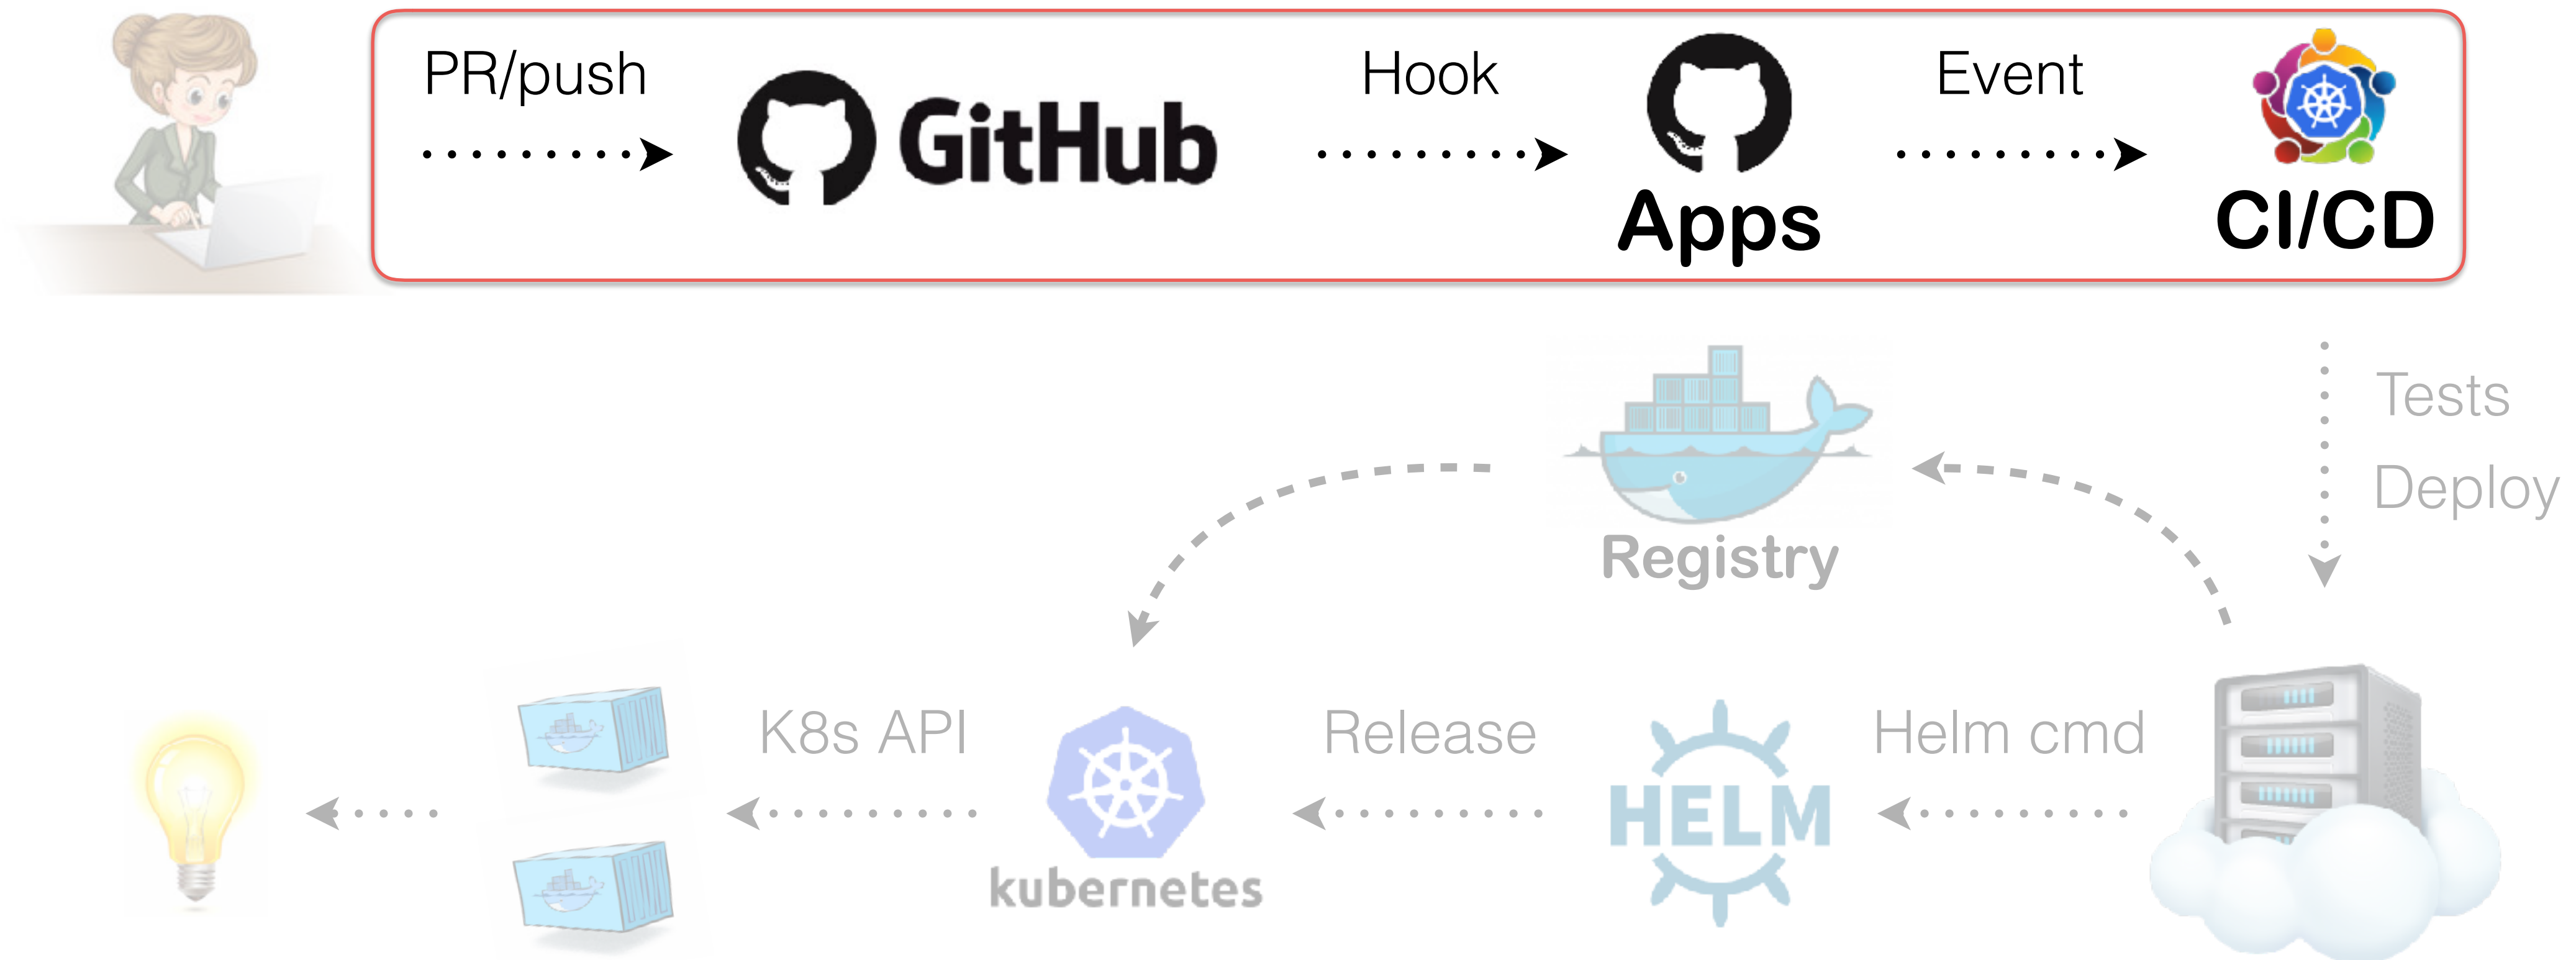 PR/push
Hook
Event
GitHub
Apps
CI/CD
Tests
Deploy
Registry
K8s API
Release
Helm cmd
HELM
kubernetes